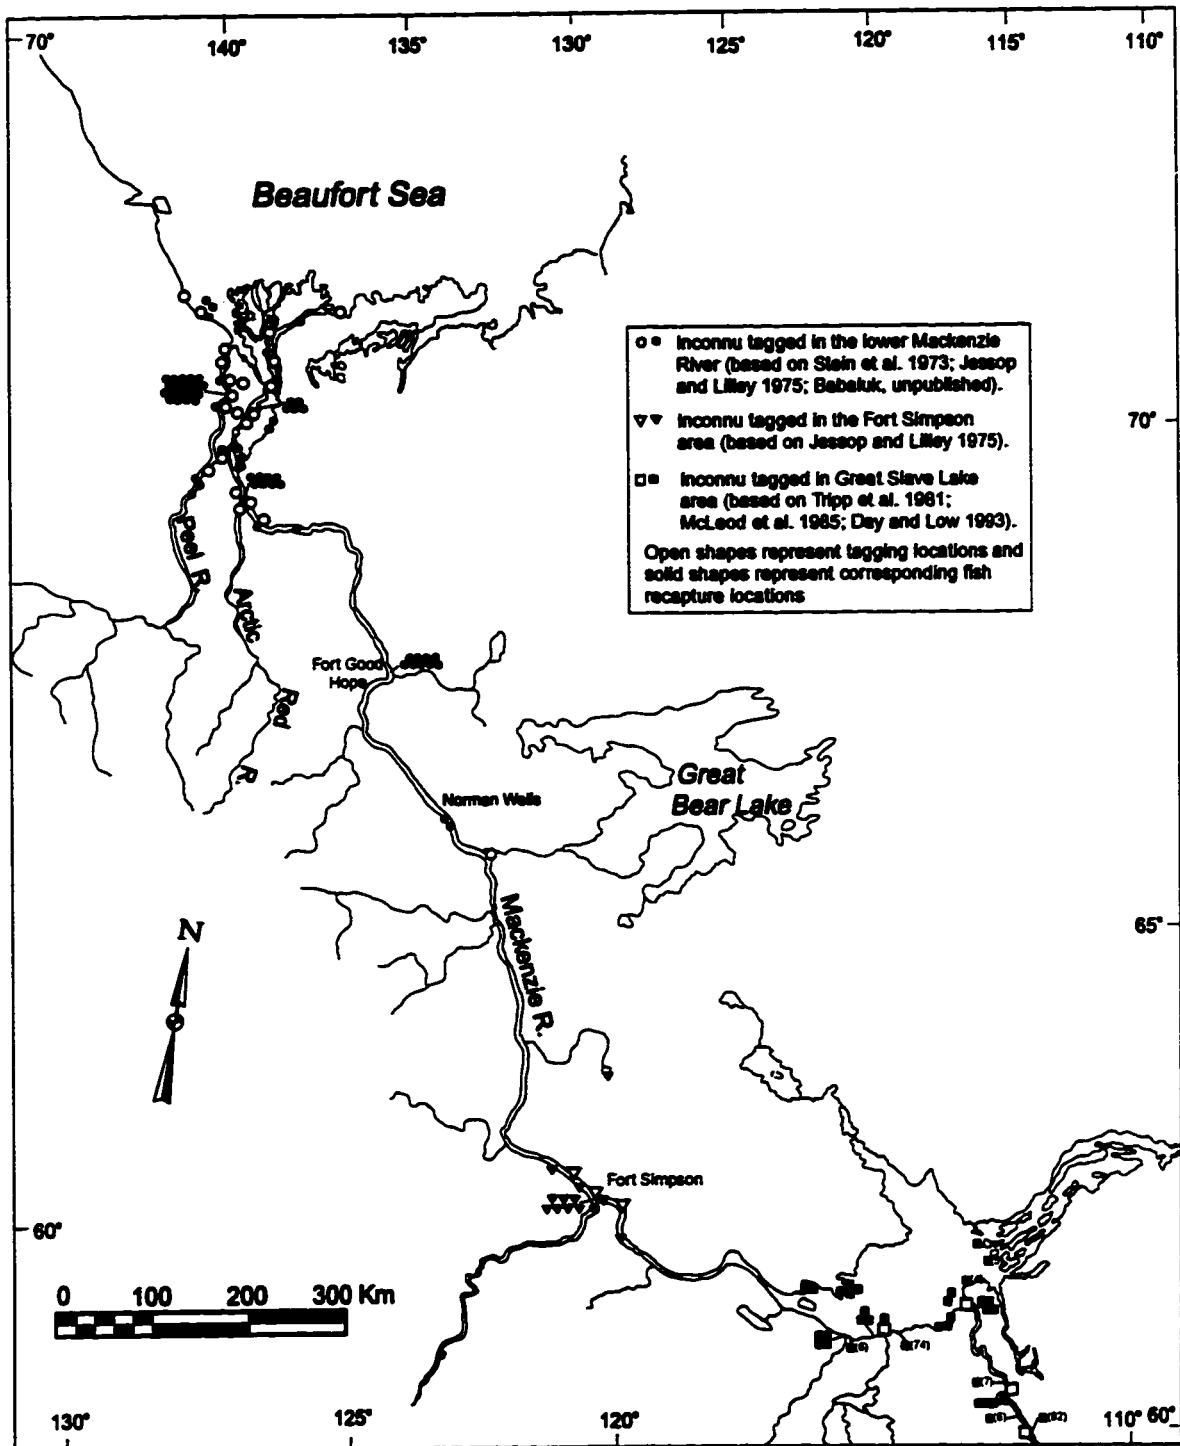 70°
140°
135°
130°
125°
120°
115°
110°
Beaufort Sea
Inconnu tagged in the lower Mackenzie
River (based on Stein et al. 1973; Jessop
and Lilley 1975; Babaluk, unpublished).
Inconnu tagged in the Fort Simpson
area (based on Jessop and Lilley 1975).
Inconnu tagged in Great Slave Lake
area (based on Tripp et al. 1981;
McLeod et al. 1985; Day and Low 1993).
Open shapes represent tagging locations and
solid shapes represent corresponding fish
recapture locations
70°
Peel R.
Arctic
Red
R.
Fort Good
Hope
Great
Bear Lake
Norman Wells
65°
N
Mackenzie R.
Fort Simpson
60°
0 100 200 300 Km
(6)
(74)
(7)
(8)
(82)
130°
125°
120°
110°
60°